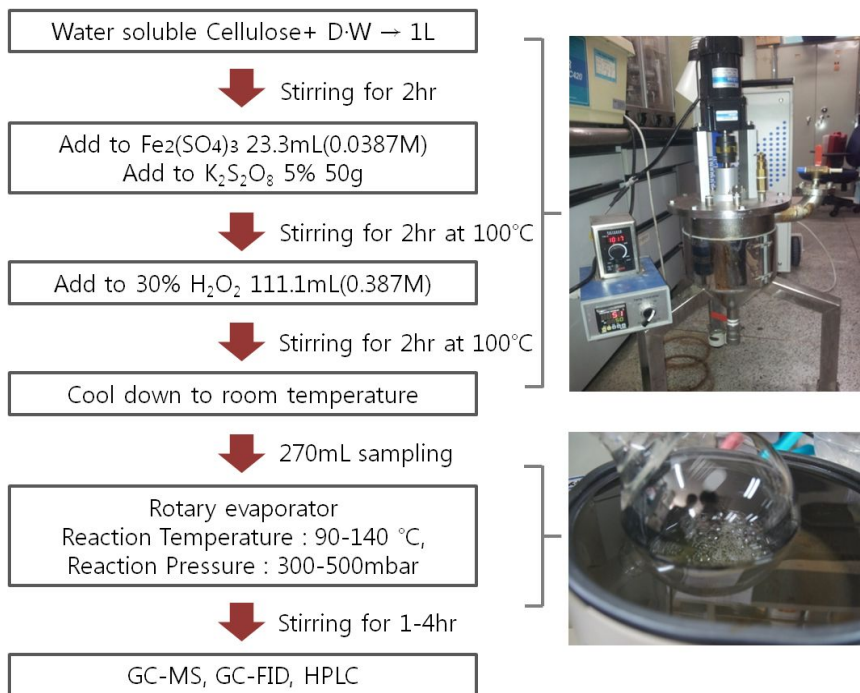 Water soluble Cellulose+ D·W → 1L
Stirring for 2hr
Add to Fe2(SO4)3 23.3mL(0.0387M)
Add to K₂S₂O₈ 5% 50g
Stirring for 2hr at 100°C
Add to 30% H₂O₂ 111.1mL(0.387M)
Stirring for 2hr at 100°C
Cool down to room temperature
270mL sampling
Rotary evaporator
Reaction Temperature : 90-140 °C,
Reaction Pressure : 300-500mbar
Stirring for 1-4hr
GC-MS, GC-FID, HPLC